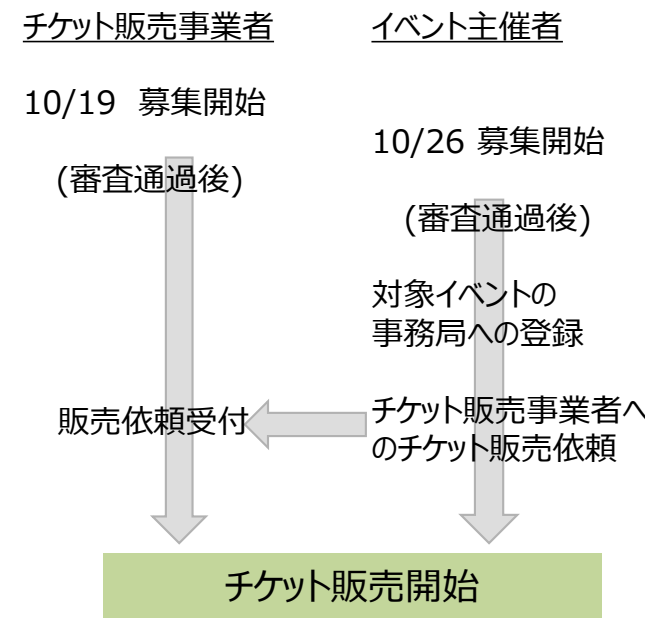 チケット販売事業者
イベント主催者
10/19 募集開始
10/26 募集開始
(審査通過後)
(審査通過後)
対象イベントの
事務局への登録
販売依頼受付
チケット販売事業者へ
のチケット販売依頼
チケット販売開始